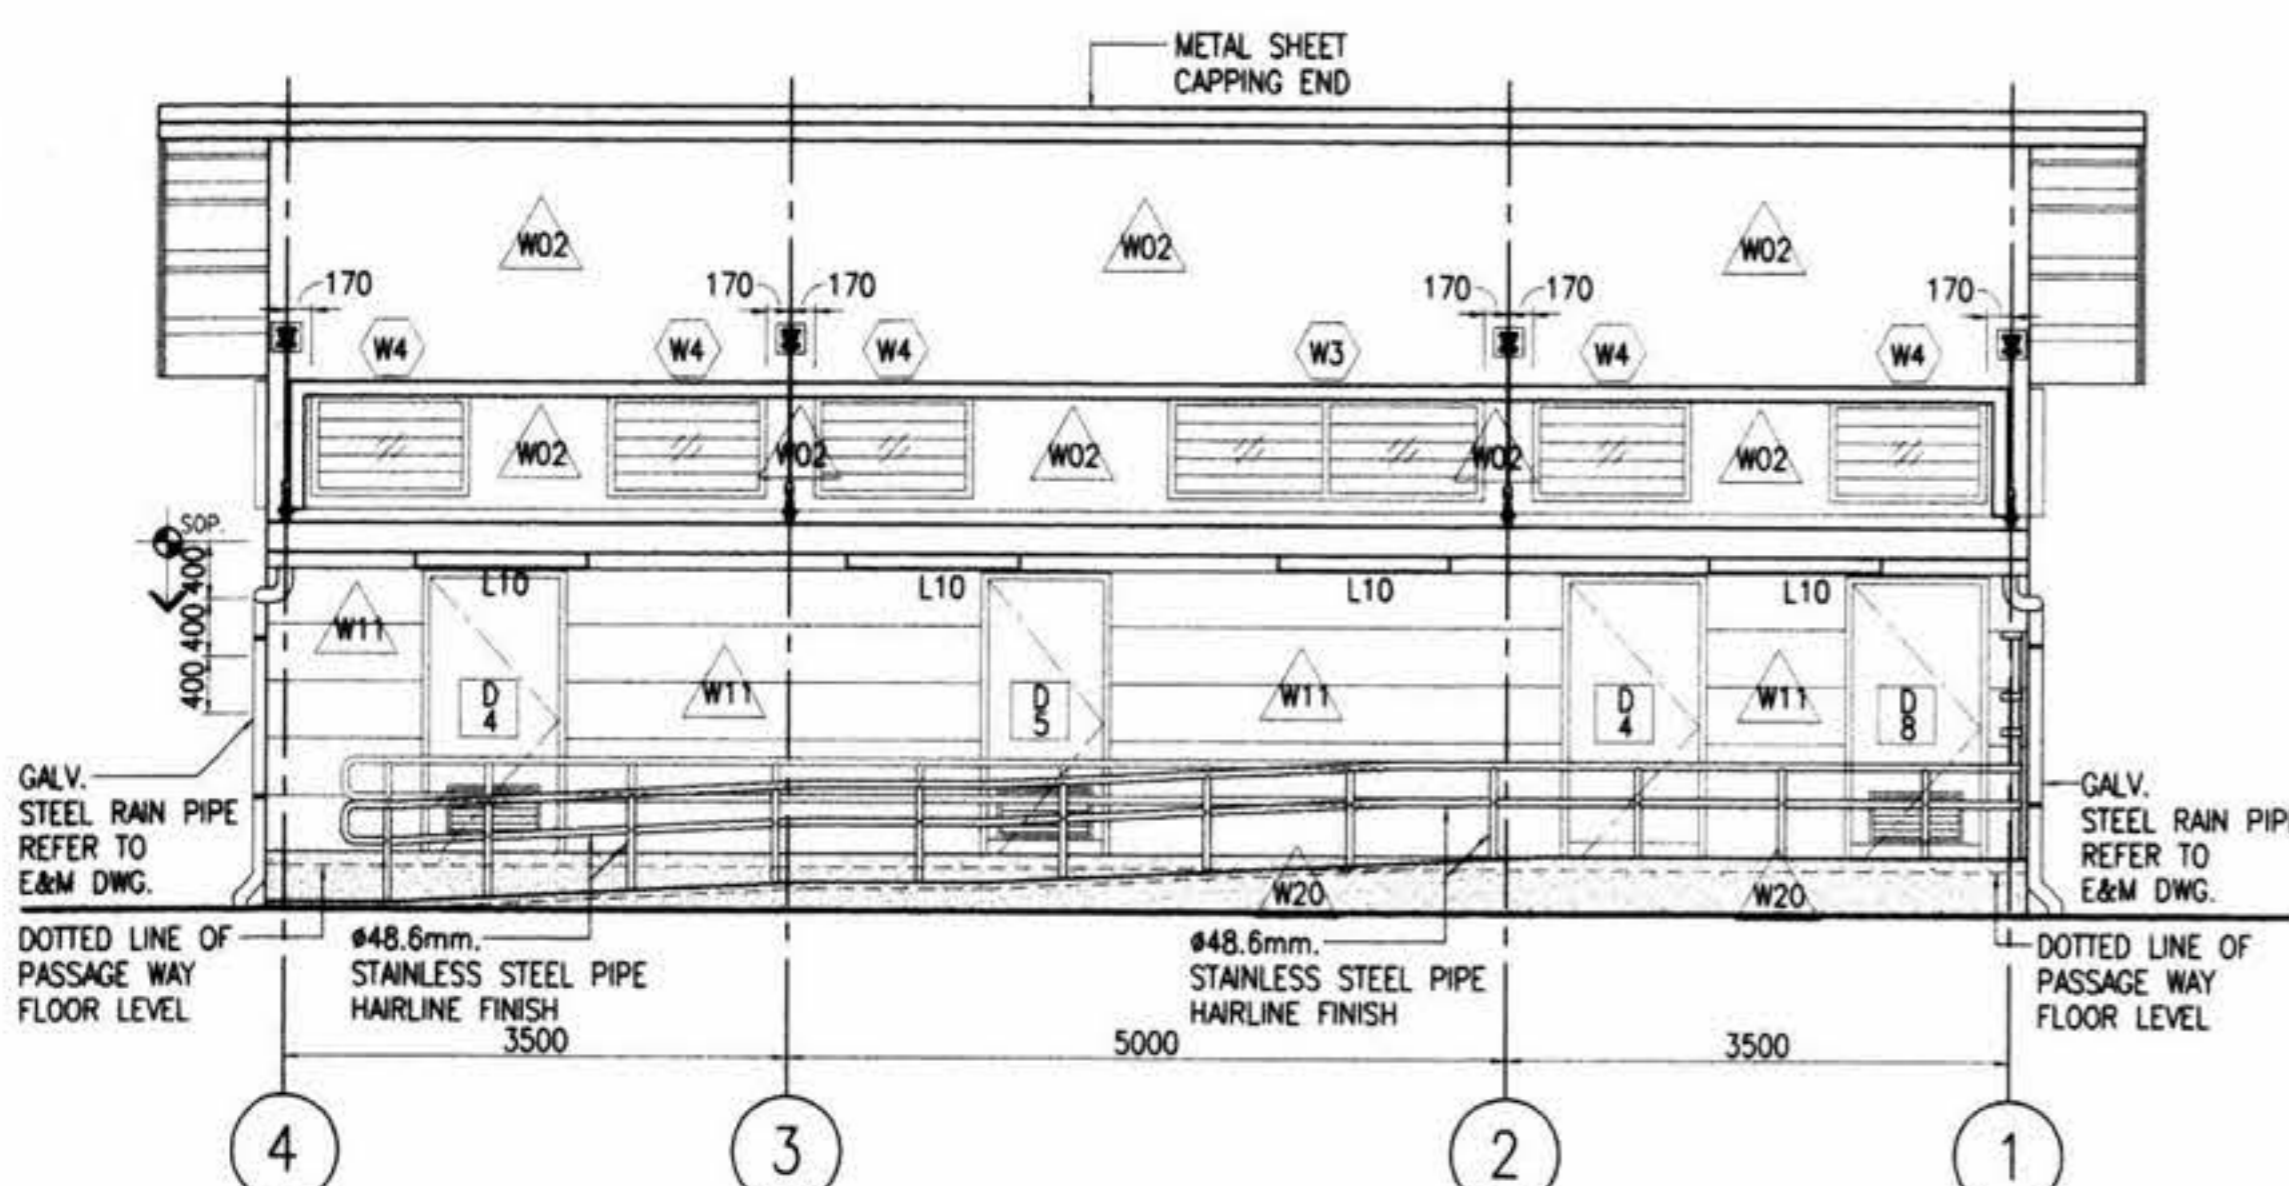 METAL SHEET
CAPPING END
W02
W02
W02
170
170
170
170
170
170
W4
W4
W4
W3
W4
W4
W02
W02
W02
W02
W02
SOP.
400
400
400
L10
L10
L10
L10
W11
W11
W11
W11
D
4
D
5
D
4
D
8
GALV.
STEEL RAIN PIPE
REFER TO
E&M DWG.
GALV.
STEEL RAIN PIPE
REFER TO
E&M DWG.
W20
W20
DOTTED LINE OF
PASSAGE WAY
FLOOR LEVEL
ø48.6mm.
STAINLESS STEEL PIPE
HAIRLINE FINISH
ø48.6mm.
STAINLESS STEEL PIPE
HAIRLINE FINISH
DOTTED LINE OF
PASSAGE WAY
FLOOR LEVEL
3500
5000
3500
4
3
2
1